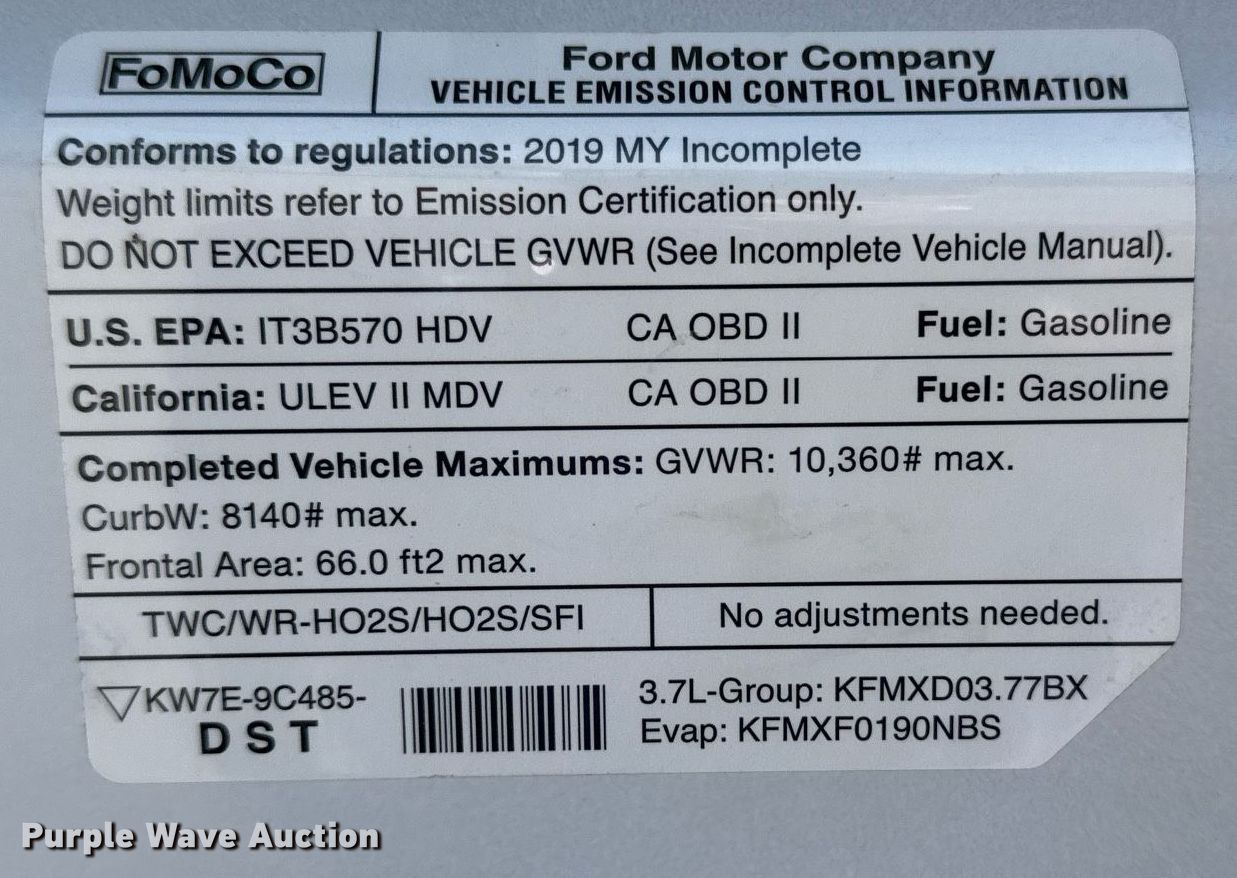 FoMoCo
Ford Motor Company
VEHICLE EMISSION CONTROL INFORMATION
Conforms to regulations: 2019 MY Incomplete
Weight limits refer to Emission Certification only.
DO NOT EXCEED VEHICLE GVWR (See Incomplete Vehicle Manual).
U.S. EPA: IT3B570 HDV CA OBD II Fuel: Gasoline
California: ULEV II MDV CA OBD II Fuel: Gasoline
Completed Vehicle Maximums: GVWR: 10,360# max.
CurbW: 8140# max.
Frontal Area: 66.0 ft2 max.
TWC/WR-HO2S/HO2S/SFI No adjustments needed.
KW7E-9C485-
DST
3.7L-Group: KFMXD03.77BX
Evap: KFMXF0190NBS
Purple Wave Auction